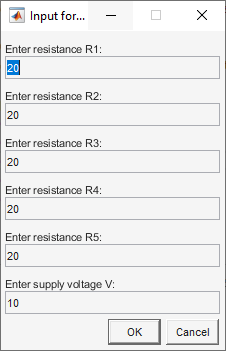 Input for...
Enter resistance R1:
20
Enter resistance R2:
20
Enter resistance R3:
20
Enter resistance R4:
20
Enter resistance R5:
20
Enter supply voltage V:
10
OK Cancel